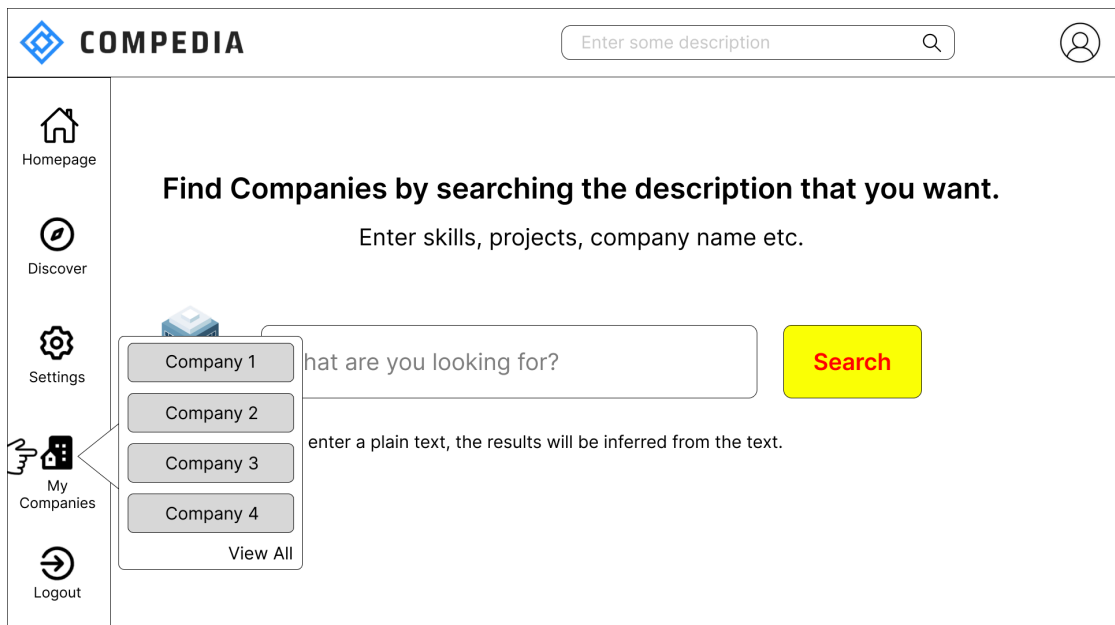 COMPEDIA
Enter some description
Homepage
Discover
Settings
My
Companies
Logout
Find Companies by searching the description that you want.
Enter skills, projects, company name etc.
hat are you looking for?
Search
enter a plain text, the results will be inferred from the text.
Company 1
Company 2
Company 3
Company 4
View All